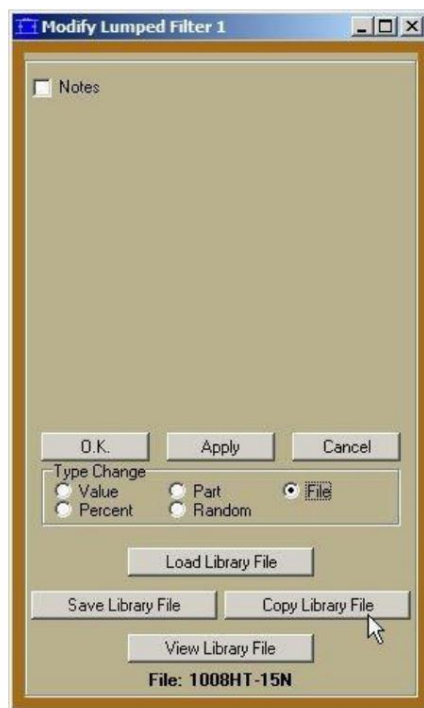 Modify Lumped Filter 1
Notes
O.K. Apply Cancel
Type Change
Value Part File
Percent Random
Load Library File
Save Library File Copy Library File
View Library File
File: 1008HT-15N